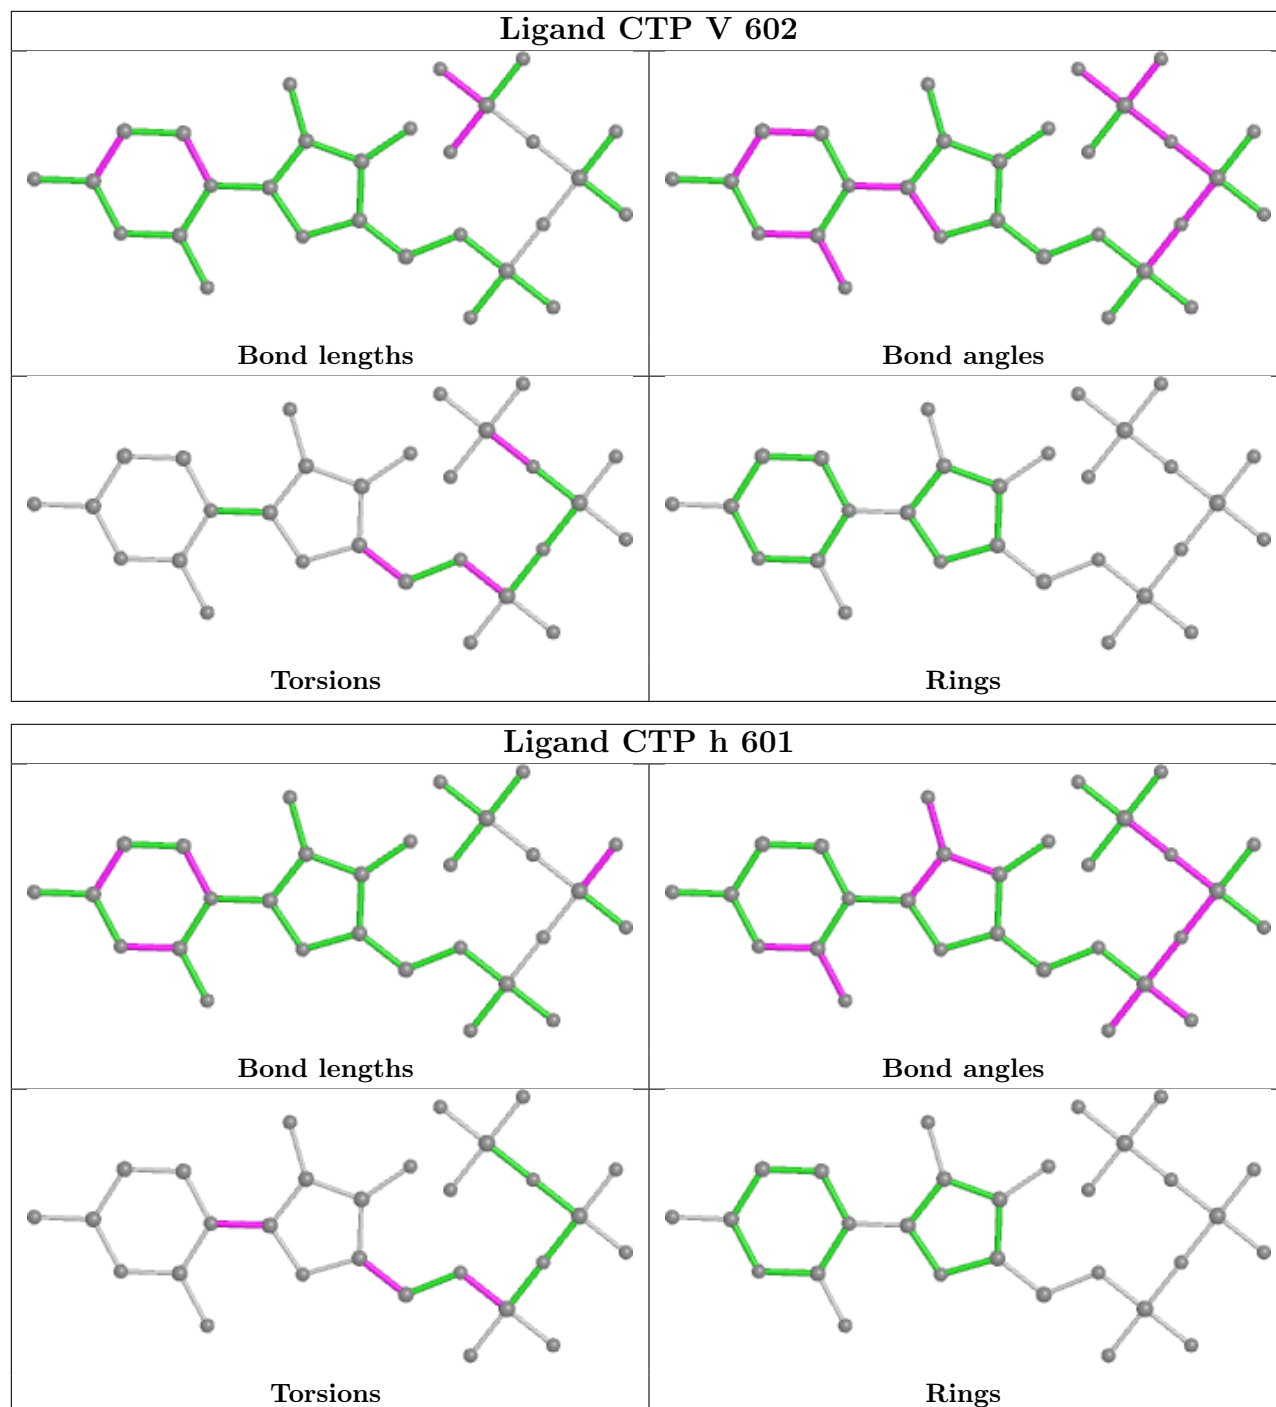 Ligand CTP V 602
Bond lengths
Bond angles
Torsions
Rings
Ligand CTP h 601
Bond lengths
Bond angles
Torsions
Rings